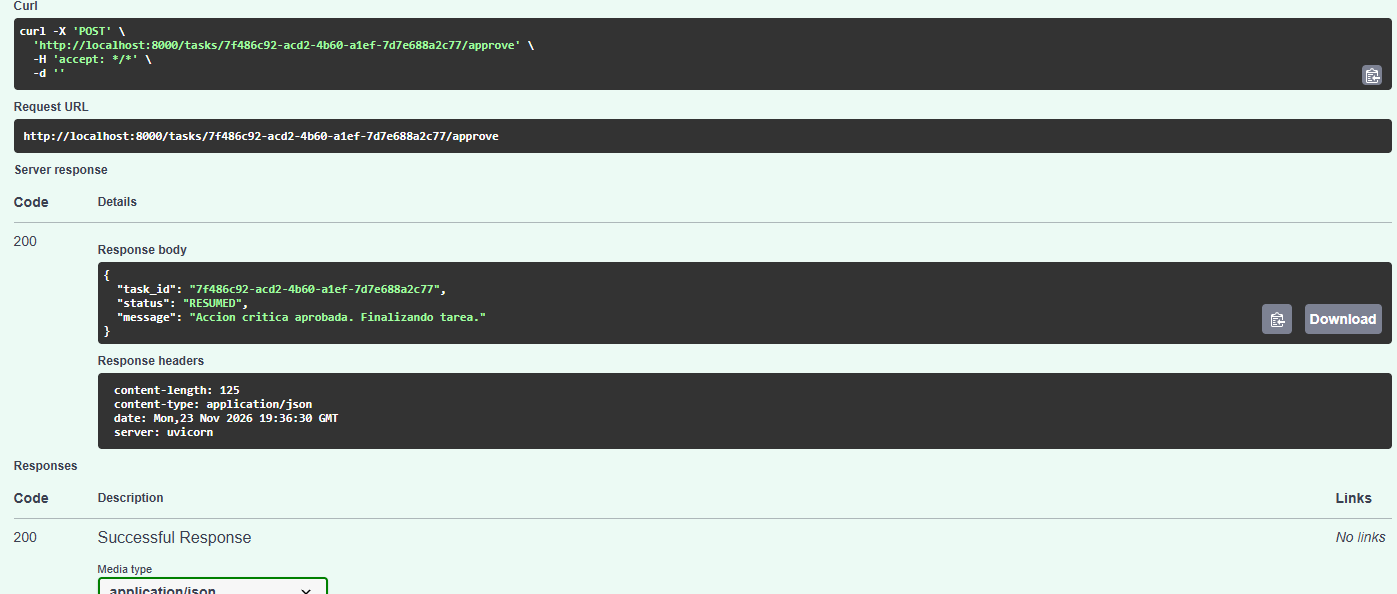 Curl
curl -X 'POST' \
'http://localhost:8000/tasks/7f486c92-acd2-4b60-a1ef-7d7e688a2c77/approve' \
-H 'accept: */*' \
-d ''
Request URL
http://localhost:8000/tasks/7f486c92-acd2-4b60-a1ef-7d7e688a2c77/approve
Server response
Code Details
200
Response body
{
"task_id": "7f486c92-acd2-4b60-a1ef-7d7e688a2c77",
"status": "RESUMED",
"message": "Accion critica aprobada. Finalizando tarea."
}
Download
Response headers
content-length: 125
content-type: application/json
date: Mon,23 Nov 2026 19:36:30 GMT
server: uvicorn
Responses
Code Description Links
200 Successful Response No links
Media type
application/json